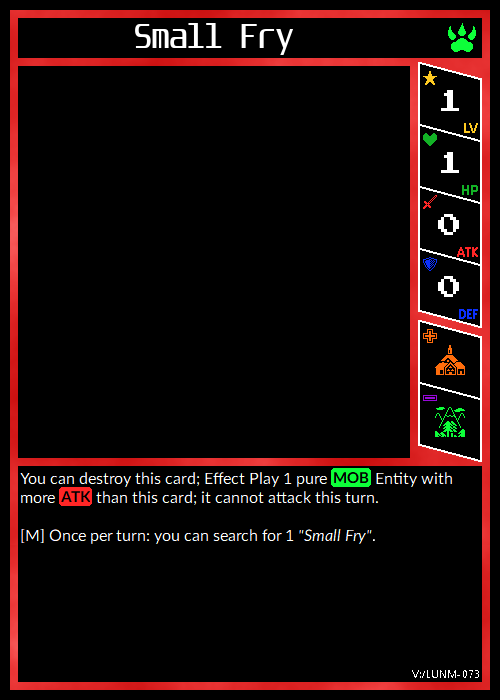 Small Fry
1
LV
1
HP
0
ATK
0
DEF
You can destroy this card; Effect Play 1 pure MOB Entity with
more ATK than this card; it cannot attack this turn.
[M] Once per turn: you can search for 1 "Small Fry".
V:/LUNM-073